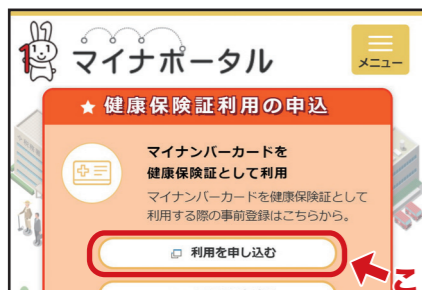 マイナポータル
メニュー
★ 健康保険証利用の申込
マイナンバーカードを
健康保険証として利用
マイナンバーカードを健康保険証として
利用する際の事前登録はこちらから。
利用を申し込む
こ